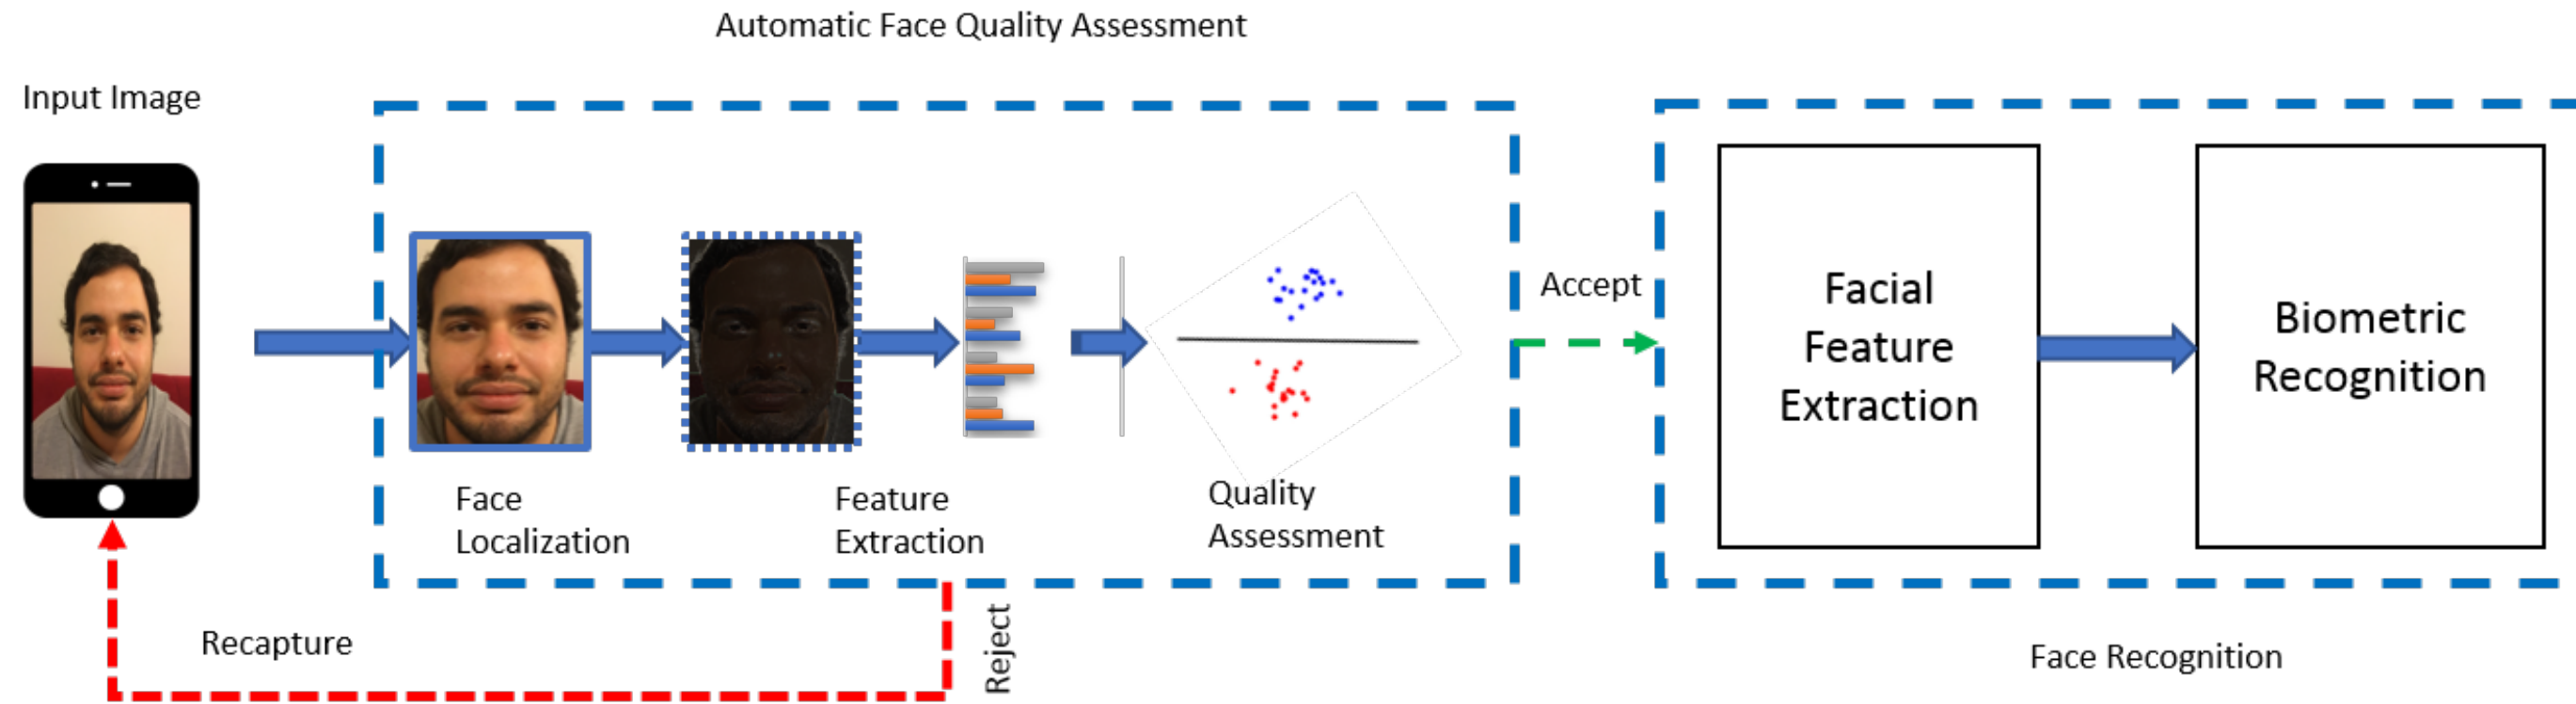 Automatic Face Quality Assessment
Input Image
Face
Localization
Feature
Extraction
Quality
Assessment
Accept
Facial
Feature
Extraction
Biometric
Recognition
Recapture
Reject
Face Recognition